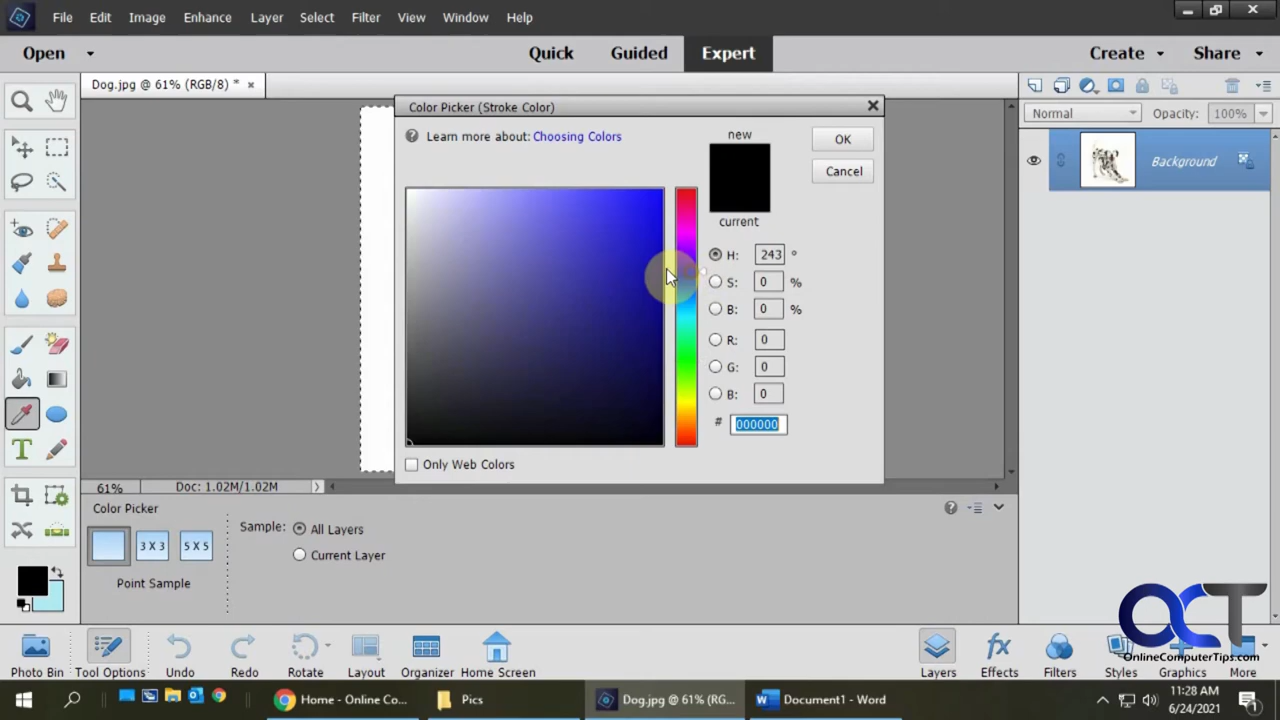 File Edit Image Enhance Layer Select Filter View Window Help
Open Quick Guided Expert Create Share
Dog.jpg @ 61% (RGB/8) * ×
Normal Opacity: 100%
Background
Color Picker (Stroke Color)
Learn more about: Choosing Colors
new
OK
Cancel
current
H: 243 °
S: 0 %
B: 0 %
R: 0
G: 0
B: 0
# 000000
Only Web Colors
61% Doc: 1.02M/1.02M
Color Picker
3 X 3 5 X 5
Point Sample
Sample: All Layers
Current Layer
T
OCT
OnlineComputerTips.com
Photo Bin Tool Options Undo Redo Rotate Layout Organizer Home Screen Layers Effects Filters Styles Graphics More
Home - Online Co... Pics Dog.jpg @ 61% (RG... Document1 - Word
11:28 AM
6/24/2021